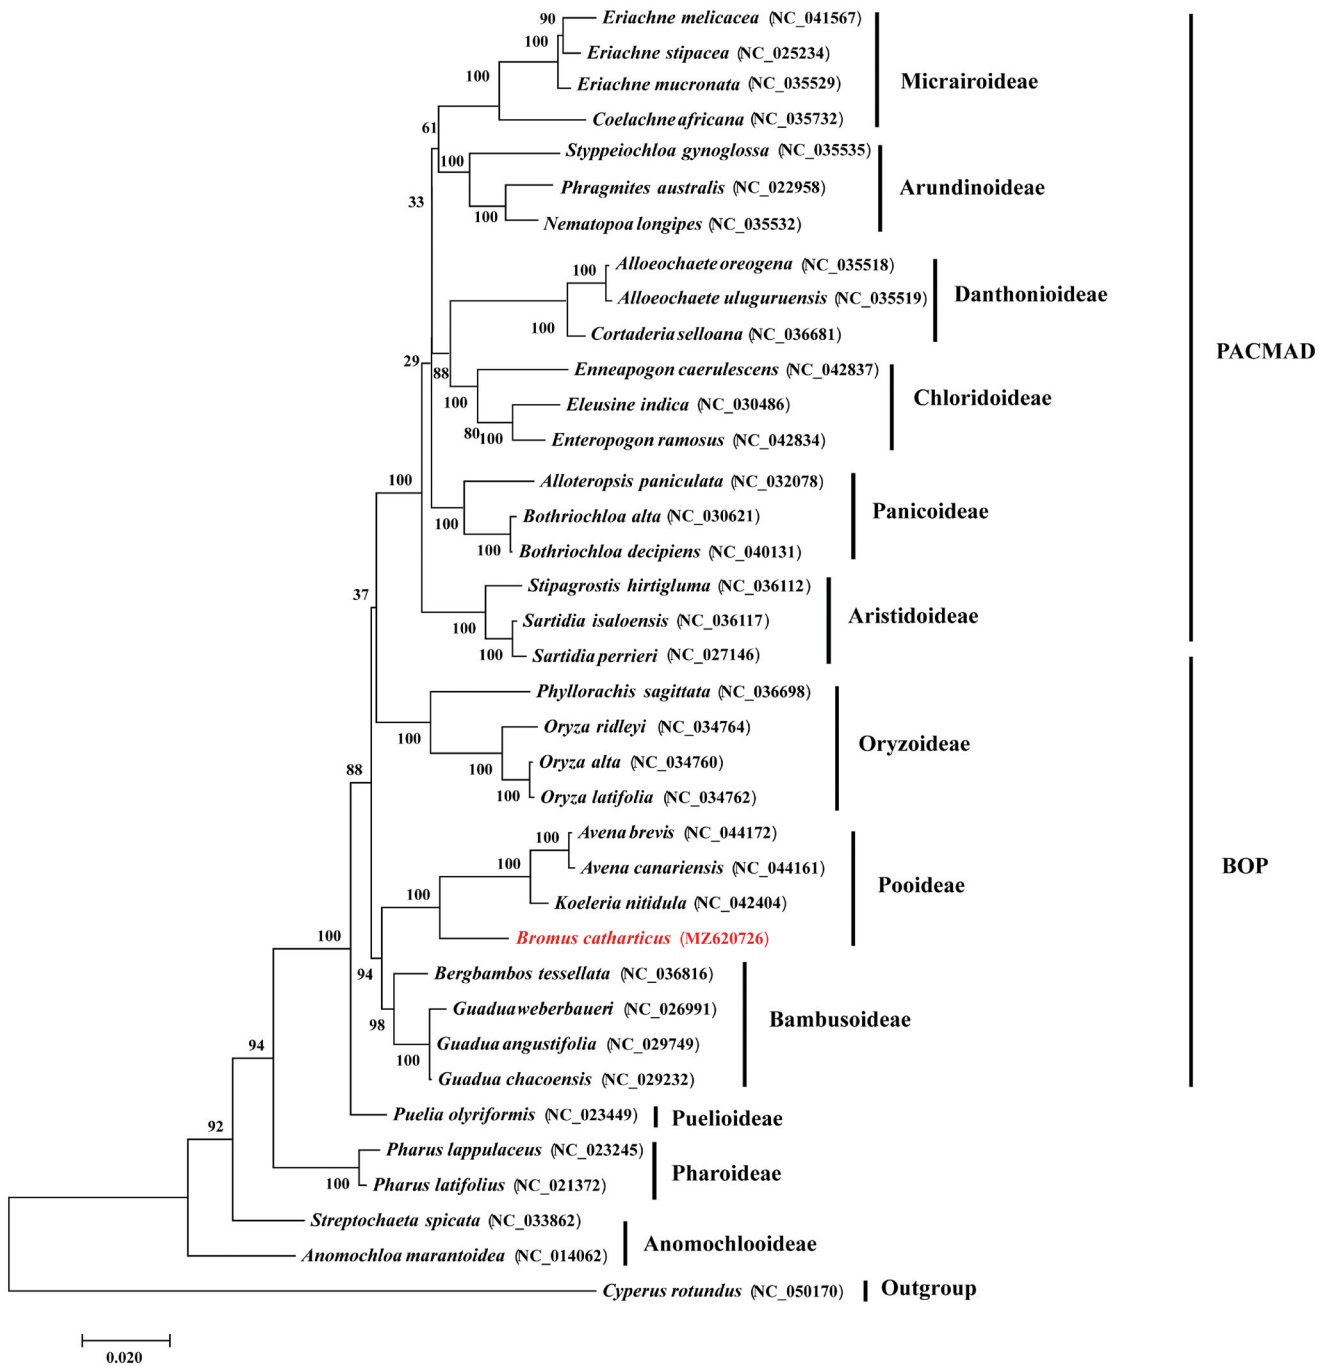 90
Eriachne melicacea (NC_041567)
100
Eriachne stipacea (NC_025234)
100
Eriachne mucronata (NC_035529)
Micrairoideae
Coelachne africana (NC_035732)
61
Styppeiochloa gynoglossa (NC_035535)
100
Phragmites australis (NC_022958)
Arundinoideae
33
100
Nematopoa longipes (NC_035532)
Alloeochaete oreogena (NC_035518)
100
Alloeochaete uluguruensis (NC_035519)
Danthonioideae
100
Cortaderia selloana (NC_036681)
PACMAD
29
88
Enneapogon caerulescens (NC_042837)
100
Eleusine indica (NC_030486)
Chloridoideae
80
100
Enteropogon ramosus (NC_042834)
100
Alloteropsis paniculata (NC_032078)
100
Bothriochloa alta (NC_030621)
Panicoideae
100
Bothriochloa decipiens (NC_040131)
37
Stipagrostis hirtigluma (NC_036112)
100
Sartidia isaloensis (NC_036117)
Aristidoideae
100
Sartidia perrieri (NC_027146)
Phyllorachis sagittata (NC_036698)
100
Oryza ridleyi (NC_034764)
Oryzoideae
88
100
Oryza alta (NC_034760)
100
Oryza latifolia (NC_034762)
100
Avena brevis (NC_044172)
100
Avena canariensis (NC_044161)
BOP
100
Koeleria nitidula (NC_042404)
Pooideae
100
Bromus catharticus (MZ620726)
94
Bergbambos tessellata (NC_036816)
98
Guadua weberbaueri (NC_026991)
Bambusoideae
94
100
Guadua angustifolia (NC_029749)
Guadua chacoensis (NC_029232)
92
Puelia olyriformis (NC_023449)
Puelioideae
Pharus lappulaceus (NC_023245)
Pharoideae
100
Pharus latifolius (NC_021372)
Streptochaeta spicata (NC_033862)
Anomochlooideae
Anomochloa marantoidea (NC_014062)
Cyperus rotundus (NC_050170)
Outgroup
0.020